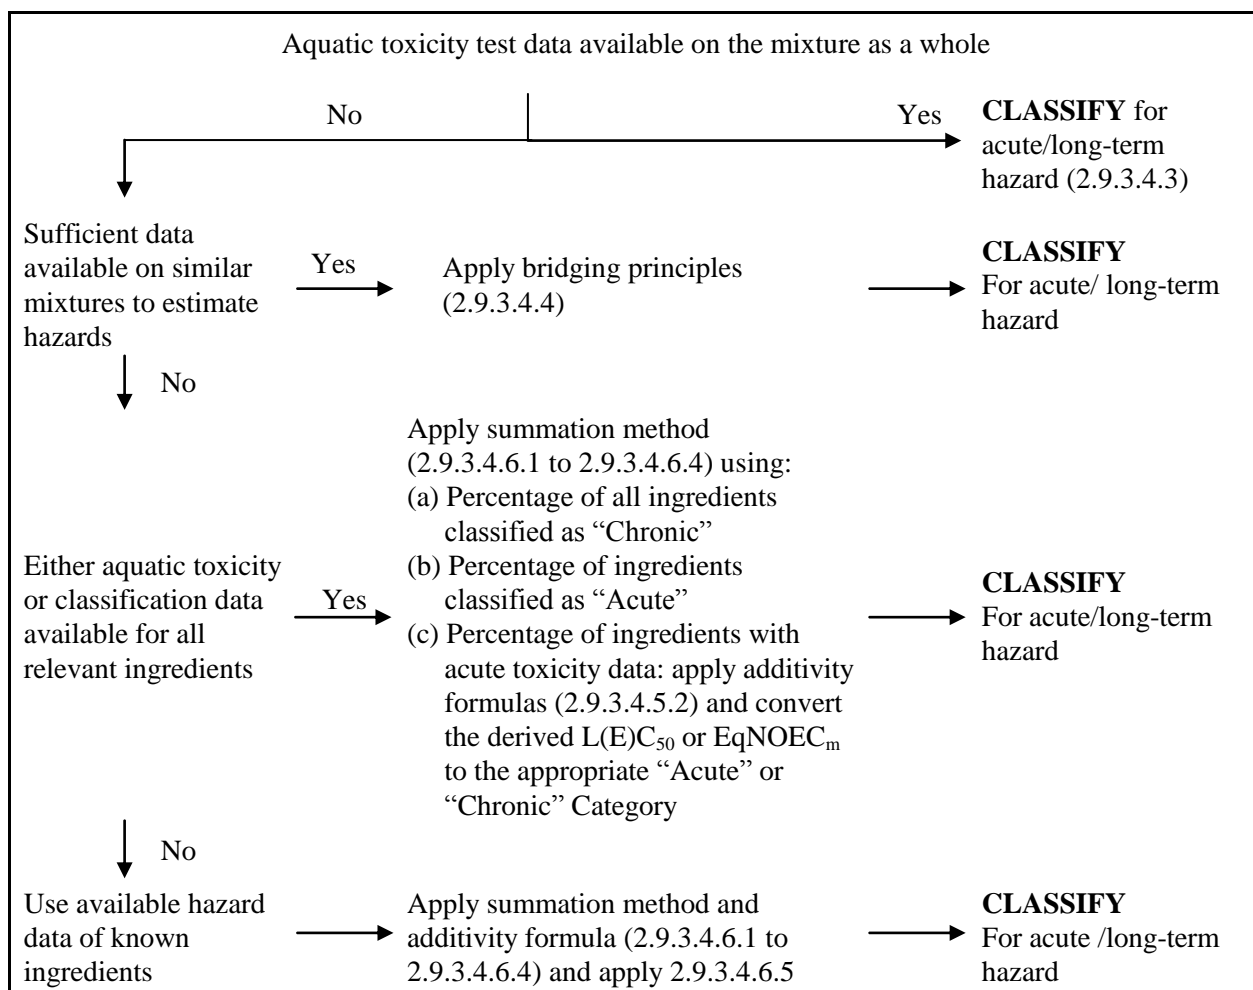 Aquatic toxicity test data available on the mixture as a whole
No
Yes
CLASSIFY for
acute/long-term
hazard (2.9.3.4.3)
Sufficient data
available on similar
mixtures to estimate
hazards
Yes
Apply bridging principles
(2.9.3.4.4)
CLASSIFY
For acute/ long-term
hazard
No
Either aquatic toxicity
or classification data
available for all
relevant ingredients
Yes
Apply summation method
(2.9.3.4.6.1 to 2.9.3.4.6.4) using:
(a) Percentage of all ingredients
classified as “Chronic”
(b) Percentage of ingredients
classified as “Acute”
(c) Percentage of ingredients with
acute toxicity data: apply additivity
formulas (2.9.3.4.5.2) and convert
the derived L(E)C50 or EqNOECm
to the appropriate “Acute” or
“Chronic” Category
CLASSIFY
For acute/long-term
hazard
No
Use available hazard
data of known
ingredients
Apply summation method and
additivity formula (2.9.3.4.6.1 to
2.9.3.4.6.4) and apply 2.9.3.4.6.5
CLASSIFY
For acute /long-term
hazard